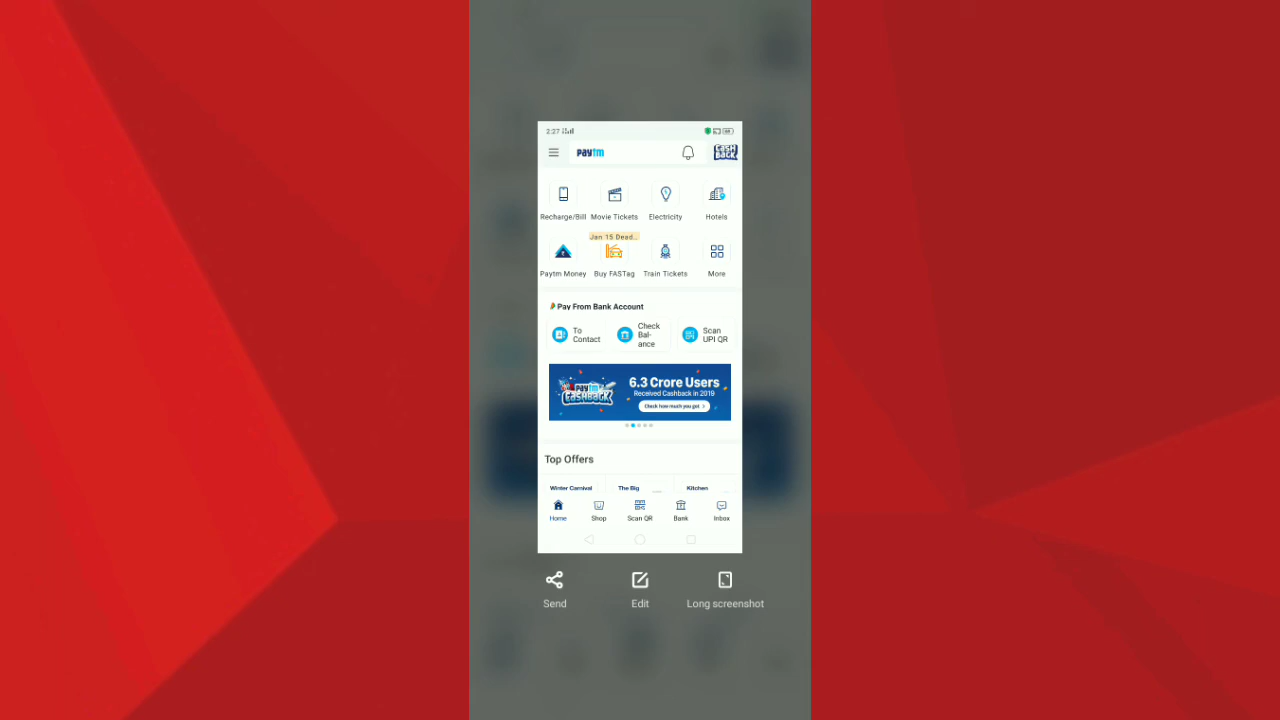 2:27
paytm
CASH
BACK
Recharge/Bill Movie Tickets Electricity Hotels
Jan 15 Dead..
Paytm Money Buy FASTag Train Tickets More
Pay From Bank Account
To
Contact
Check
Bal-
ance
Scan
UPI QR
paytm
CASHBACK
6.3 Crore Users
Received Cashback in 2019
Check how much you got >
Top Offers
Winter Carnival The Big Kitchen
Home Shop Scan QR Bank Inbox
Send Edit Long screenshot